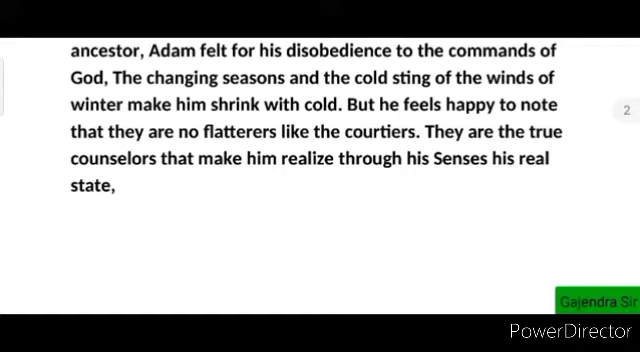 ancestor, Adam felt for his disobedience to the commands of
God, The changing seasons and the cold sting of the winds of
winter make him shrink with cold. But he feels happy to note
2
that they are no flatterers like the courtiers. They are the true
counselors that make him realize through his Senses his real
state,
Gajendra Sir
PowerDirector